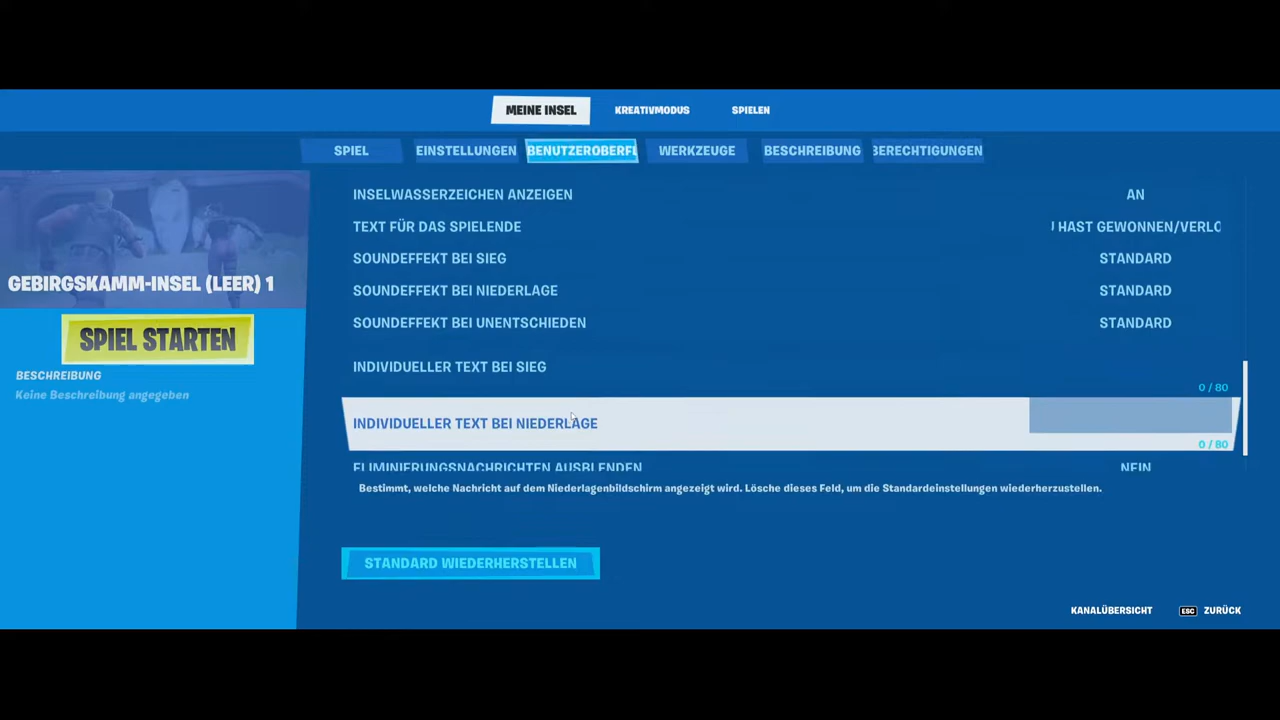 MEINE INSEL
KREATIVMODUS
SPIELEN
SPIEL
EINSTELLUNGEN
BENUTZEROBERFL
WERKZEUGE
BESCHREIBUNG
BERECHTIGUNGEN
GEBIRGSKAMM-INSEL (LEER) 1
SPIEL STARTEN
BESCHREIBUNG
Keine Beschreibung angegeben
INSELWASSERZEICHEN ANZEIGEN AN
TEXT FÜR DAS SPIELENDE HAST GEWONNEN/VERLO
SOUNDEFFEKT BEI SIEG STANDARD
SOUNDEFFEKT BEI NIEDERLAGE STANDARD
SOUNDEFFEKT BEI UNENTSCHIEDEN STANDARD
INDIVIDUELLER TEXT BEI SIEG
0 / 80
INDIVIDUELLER TEXT BEI NIEDERLAGE
0 / 80
ELIMINIERUNGSNACHRICHTEN AUSBLENDEN NEIN
Bestimmt, welche Nachricht auf dem Niederlagenbildschirm angezeigt wird. Lösche dieses Feld, um die Standardeinstellungen wiederherzustellen.
STANDARD WIEDERHERSTELLEN
KANALÜBERSICHT
ESC ZURÜCK